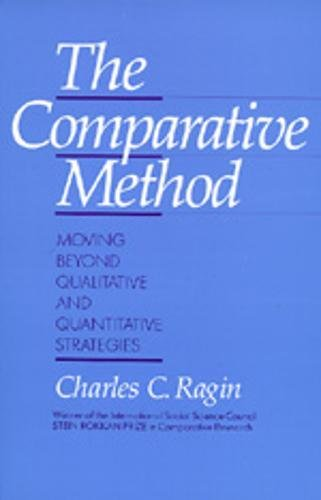 The
Comparative
Method
MOVING
BEYOND
QUALITATIVE
AND
QUANTITATIVE
STRATEGIES
Charles C. Ragin
Winner of the International Social Science Council
STEIN ROKKAN PRIZE in Comparative Research